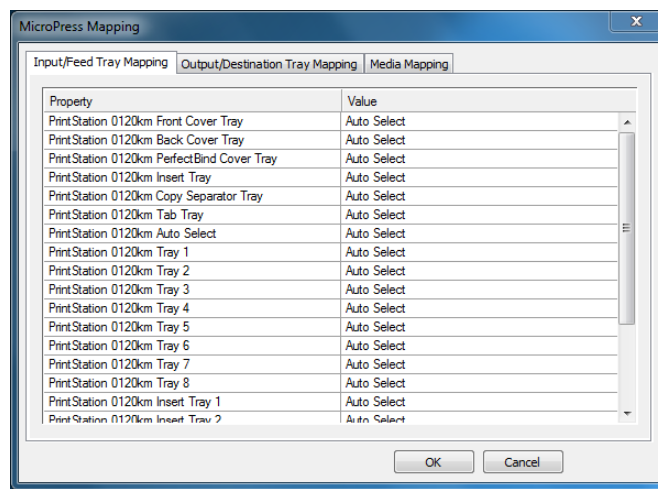 MicroPress Mapping
Input/Feed Tray Mapping Output/Destination Tray Mapping Media Mapping
Property Value
PrintStation 0120km Front Cover Tray Auto Select
PrintStation 0120km Back Cover Tray Auto Select
PrintStation 0120km PerfectBind Cover Tray Auto Select
PrintStation 0120km Insert Tray Auto Select
PrintStation 0120km Copy Separator Tray Auto Select
PrintStation 0120km Tab Tray Auto Select
PrintStation 0120km Auto Select Auto Select
PrintStation 0120km Tray 1 Auto Select
PrintStation 0120km Tray 2 Auto Select
PrintStation 0120km Tray 3 Auto Select
PrintStation 0120km Tray 4 Auto Select
PrintStation 0120km Tray 5 Auto Select
PrintStation 0120km Tray 6 Auto Select
PrintStation 0120km Tray 7 Auto Select
PrintStation 0120km Tray 8 Auto Select
PrintStation 0120km Insert Tray 1 Auto Select
PrintStation 0120km Insert Tray 2 Auto Select
OK Cancel